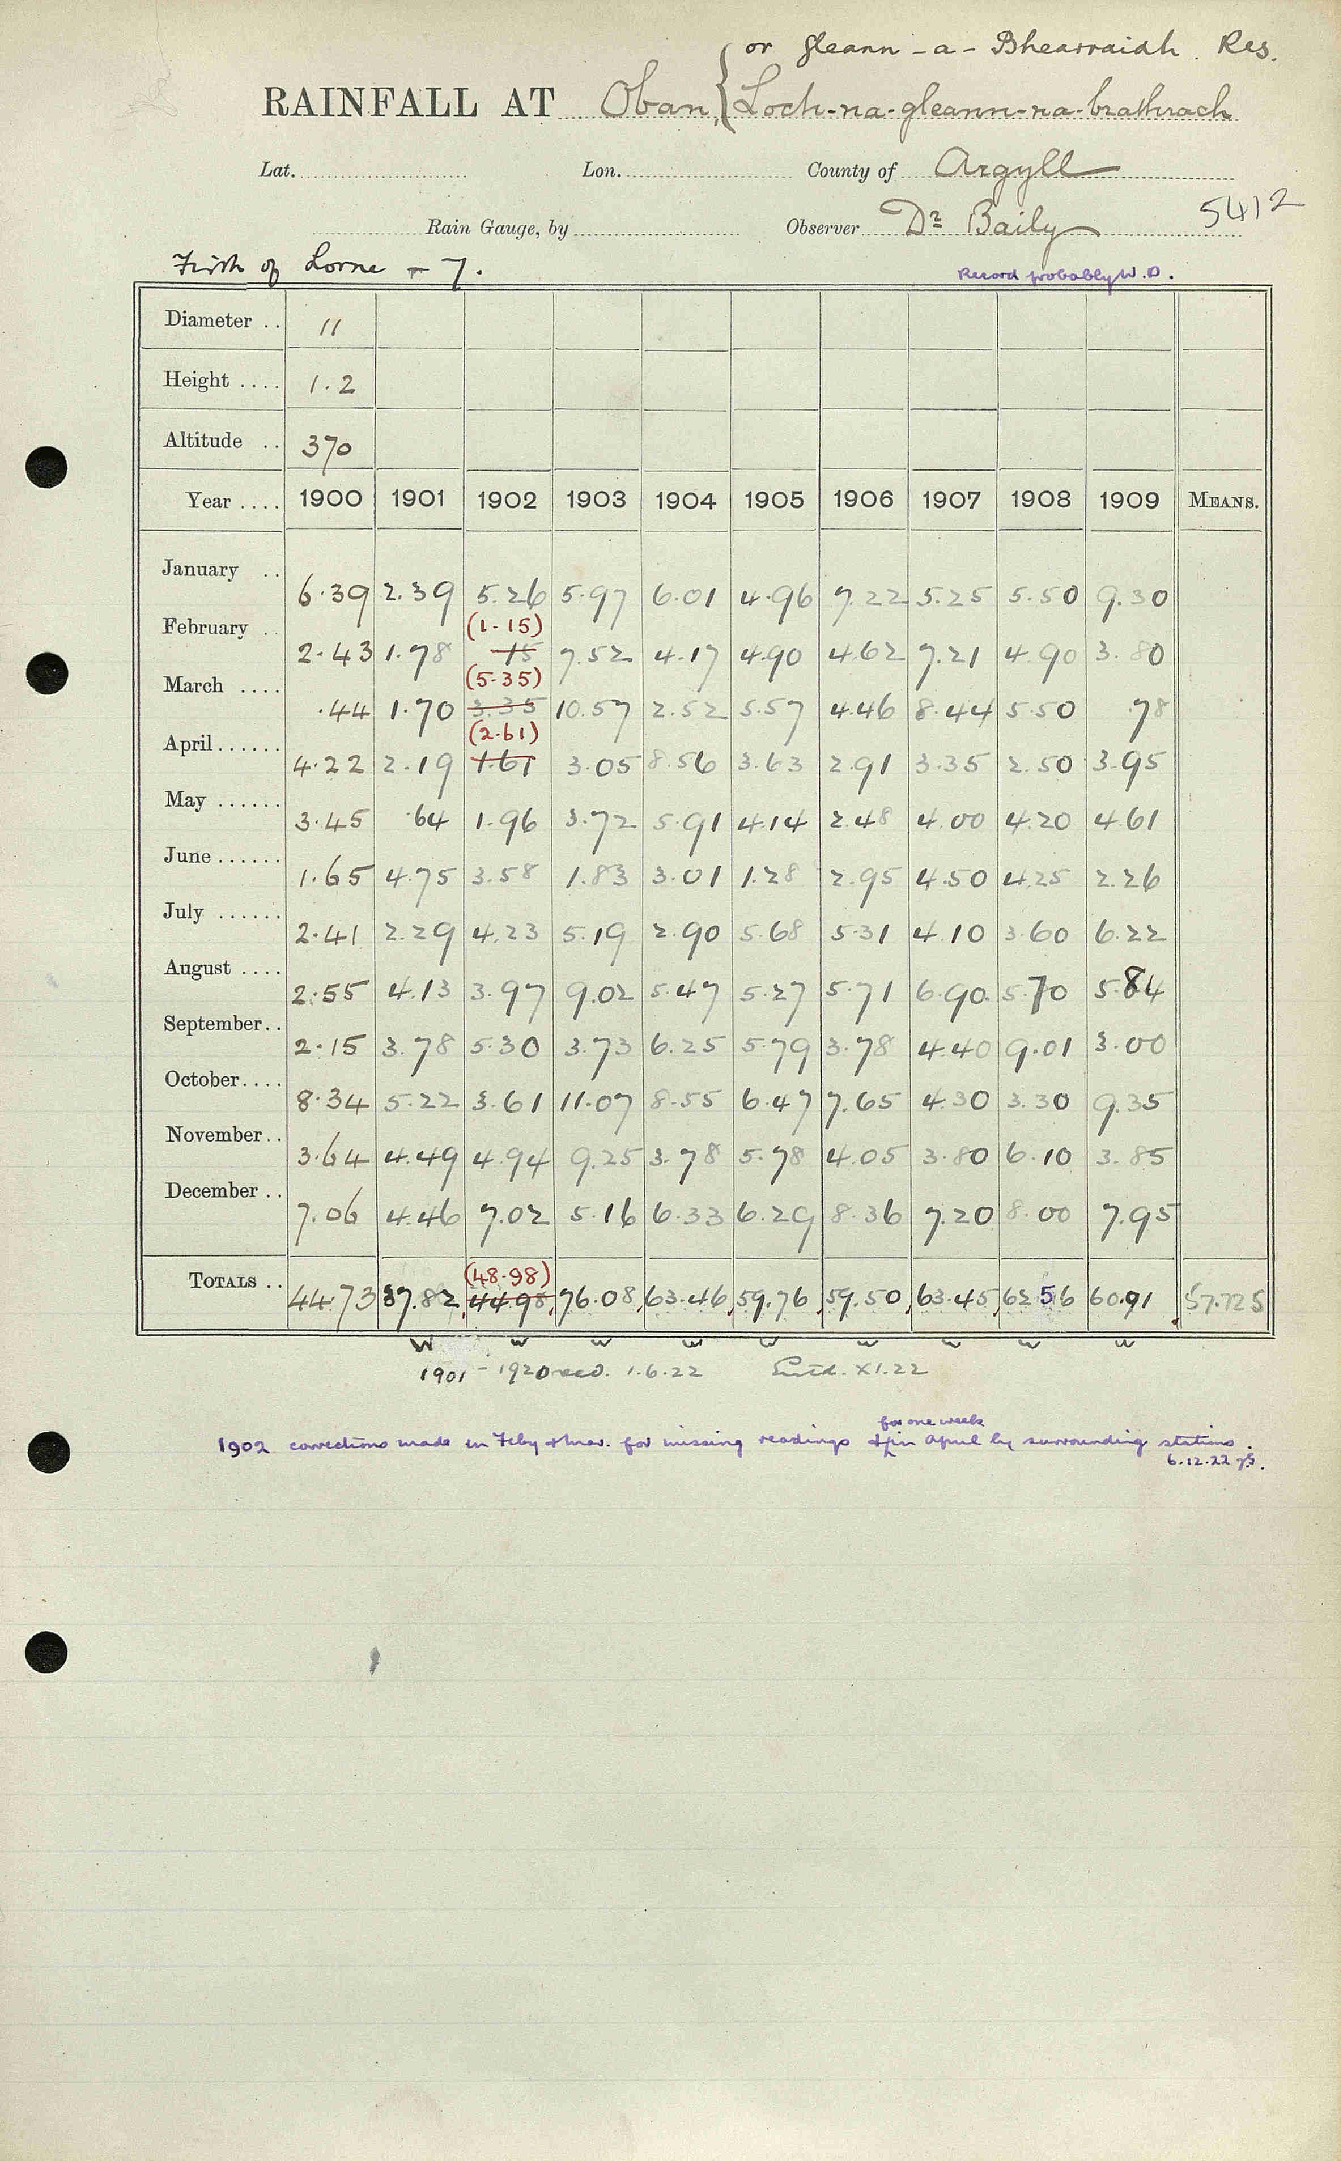 or Gleann-a-Bhearraidh Res.
RAINFALL AT Oban, { Loch-na-gleann-na-brathrach
Lat. Lon. County of Argyll
Rain Gauge, by Observer Dr Baily 5412
Firth of Lorne - 7. Record probably W.D.
Diameter .. 11
Height .... 1.2
Altitude .. 370
Year .... 1900 1901 1902 1903 1904 1905 1906 1907 1908 1909 MEANS.
January .. 6.39 2.39 5.26 5.97 6.01 4.96 7.22 5.25 5.50 9.30
(1.15)
February .. 2.43 1.78 .15 7.52 4.17 4.90 4.62 7.21 4.90 3.80
(5.35)
March .... .44 1.70 3.35 10.57 2.52 5.57 4.46 8.44 5.50 .78
(2.61)
April ...... 4.22 2.19 1.61 3.05 8.56 3.63 2.91 3.35 2.50 3.95
May ...... 3.45 .64 1.96 3.72 5.91 4.14 2.48 4.00 4.20 4.61
June ...... 1.65 4.75 3.58 1.83 3.01 1.28 2.95 4.50 4.25 2.26
July ...... 2.41 2.29 4.23 5.19 2.90 5.68 5.31 4.10 3.60 6.22
August .... 2.55 4.13 3.97 9.02 5.47 5.27 5.71 6.90 5.70 5.84
September .. 2.15 3.78 5.30 3.73 6.25 5.79 3.78 4.40 9.01 3.00
October .... 8.34 5.22 3.61 11.07 8.55 6.47 7.65 4.30 3.30 9.35
November .. 3.64 4.49 4.94 9.25 3.78 5.78 4.05 3.80 6.10 3.85
December .. 7.06 4.46 7.02 5.16 6.33 6.29 8.36 7.20 8.00 7.95
(48.98)
TOTALS .. 44.73 37.82 44.98 76.08 63.46 59.76 59.50 63.45 62.56 60.91 57.725
W W W W W W W W W
1901 - 1920 recd. 1.6.22 Entd. XI.22
for one week
1902 corrections made in Feby & Mar. for missing readings & in April by surrounding stations.
6.12.22